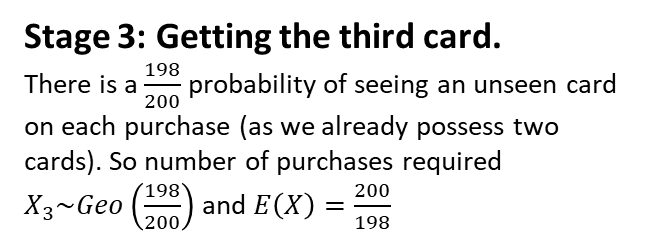 Stage 3: Getting the third card.
There is a 198/200 probability of seeing an unseen card
on each purchase (as we already possess two
cards). So number of purchases required
X₃~Geo (198/200) and E(X) = 200/198